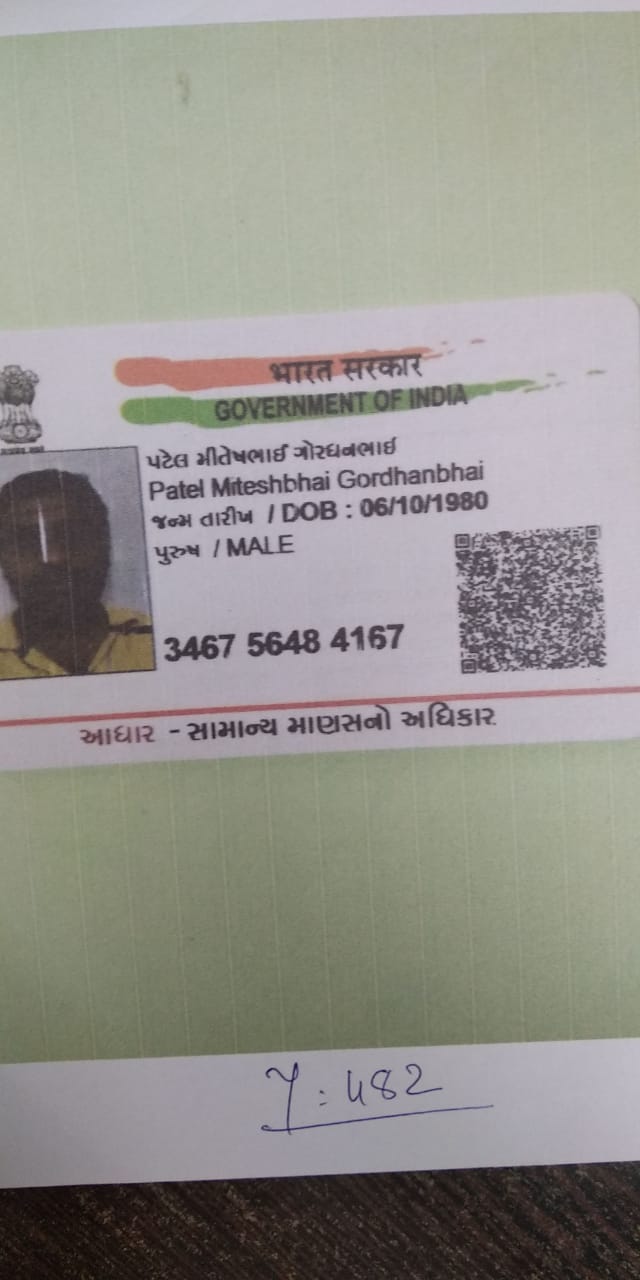 भारत सरकार
GOVERNMENT OF INDIA
પટેલ મીતેષભાઈ ગોરધનભાઈ
Patel Miteshbhai Gordhanbhai
જન્મ તારીખ / DOB : 06/10/1980
પુરુષ / MALE
3467 5648 4167
આધાર - સામાન્ય માણસનો અધિકાર
: 482